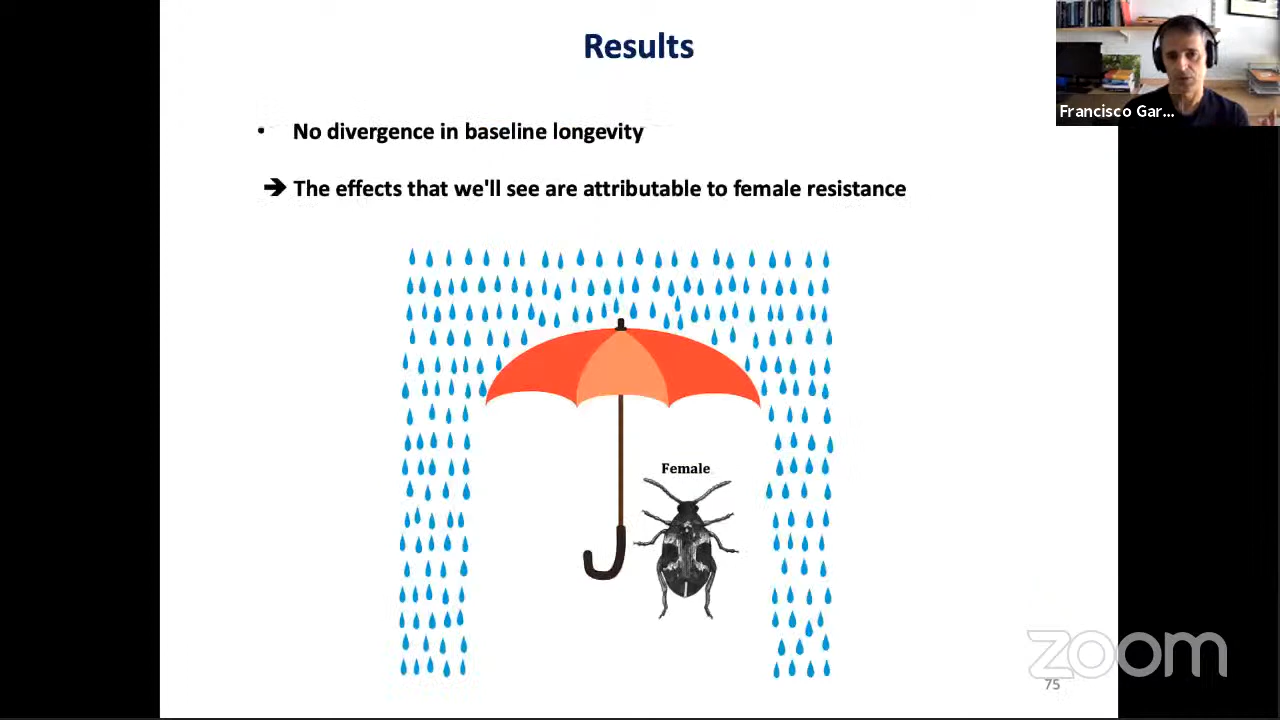 Results
Francisco Gar...
• No divergence in baseline longevity
➔ The effects that we'll see are attributable to female resistance
Female
zoom
75